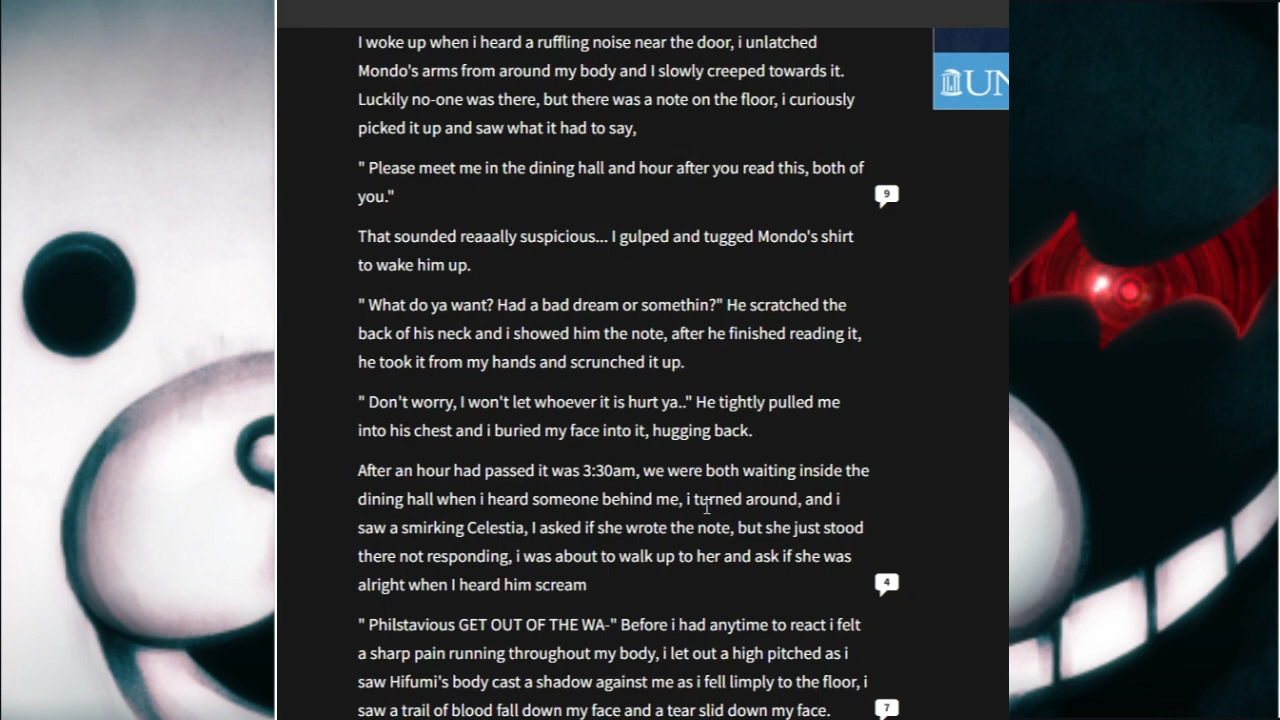 I woke up when i heard a ruffling noise near the door, i unlatched
Mondo's arms from around my body and I slowly creeped towards it.
Luckily no-one was there, but there was a note on the floor, i curiously
picked it up and saw what it had to say,
" Please meet me in the dining hall and hour after you read this, both of
you."
9
That sounded reaaally suspicious... I gulped and tugged Mondo's shirt
to wake him up.
" What do ya want? Had a bad dream or somethin?" He scratched the
back of his neck and i showed him the note, after he finished reading it,
he took it from my hands and scrunched it up.
" Don't worry, I won't let whoever it is hurt ya.." He tightly pulled me
into his chest and i buried my face into it, hugging back.
After an hour had passed it was 3:30am, we were both waiting inside the
dining hall when i heard someone behind me, i turned around, and i
saw a smirking Celestia, I asked if she wrote the note, but she just stood
there not responding, i was about to walk up to her and ask if she was
alright when I heard him scream
4
" Philstavious GET OUT OF THE WA-" Before i had anytime to react i felt
a sharp pain running throughout my body, i let out a high pitched as i
saw Hifumi's body cast a shadow against me as i fell limply to the floor, i
saw a trail of blood fall down my face and a tear slid down my face.
7
UN